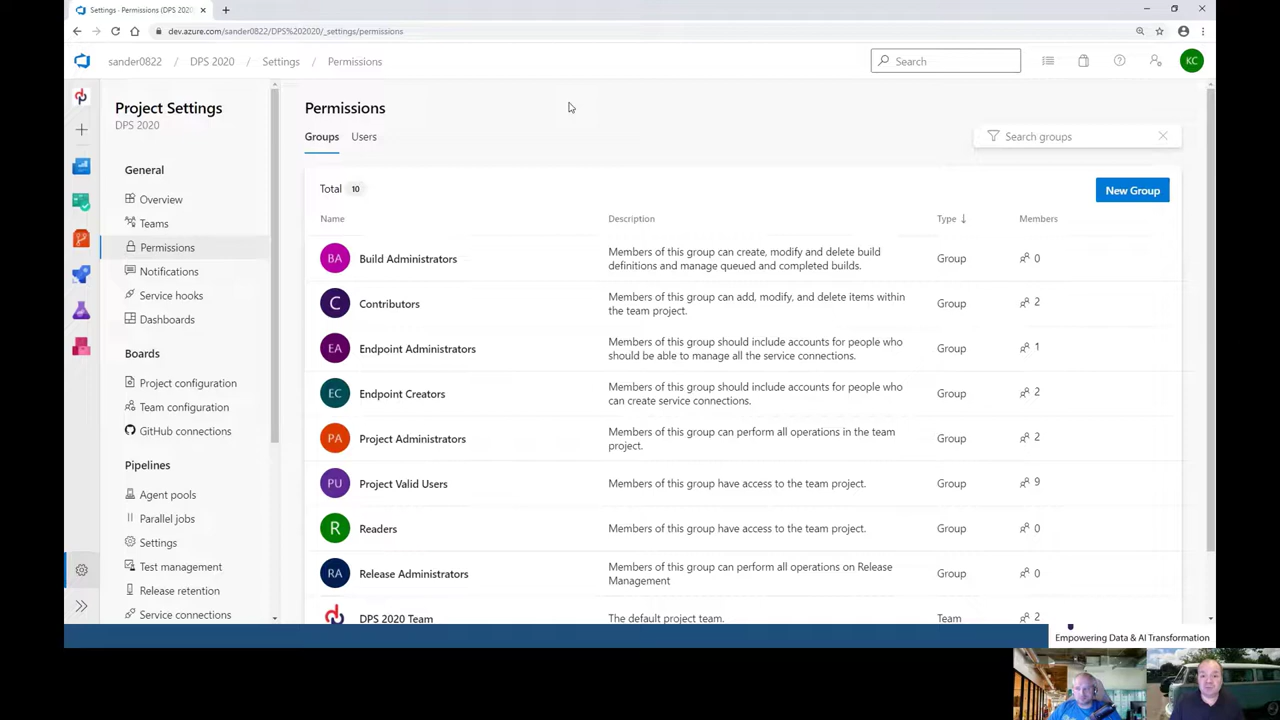 Settings · Permissions (DPS 2020)
dev.azure.com/sander0822/DPS%202020/_settings/permissions
sander0822 / DPS 2020 / Settings / Permissions
Search
KC
Project Settings
DPS 2020
General
Overview
Teams
Permissions
Notifications
Service hooks
Dashboards
Boards
Project configuration
Team configuration
GitHub connections
Pipelines
Agent pools
Parallel jobs
Settings
Test management
Release retention
Service connections
Permissions
Groups Users
Search groups
Total 10
New Group
Name Description Type Members
BA Build Administrators Members of this group can create, modify and delete build Group 0
definitions and manage queued and completed builds.
C Contributors Members of this group can add, modify, and delete items within Group 2
the team project.
EA Endpoint Administrators Members of this group should include accounts for people who Group 1
should be able to manage all the service connections.
EC Endpoint Creators Members of this group should include accounts for people who Group 2
can create service connections.
PA Project Administrators Members of this group can perform all operations in the team Group 2
project.
PU Project Valid Users Members of this group have access to the team project. Group 9
R Readers Members of this group have access to the team project. Group 0
RA Release Administrators Members of this group can perform all operations on Release Group 0
Management
DPS 2020 Team The default project team. Team 2
Empowering Data & AI Transformation